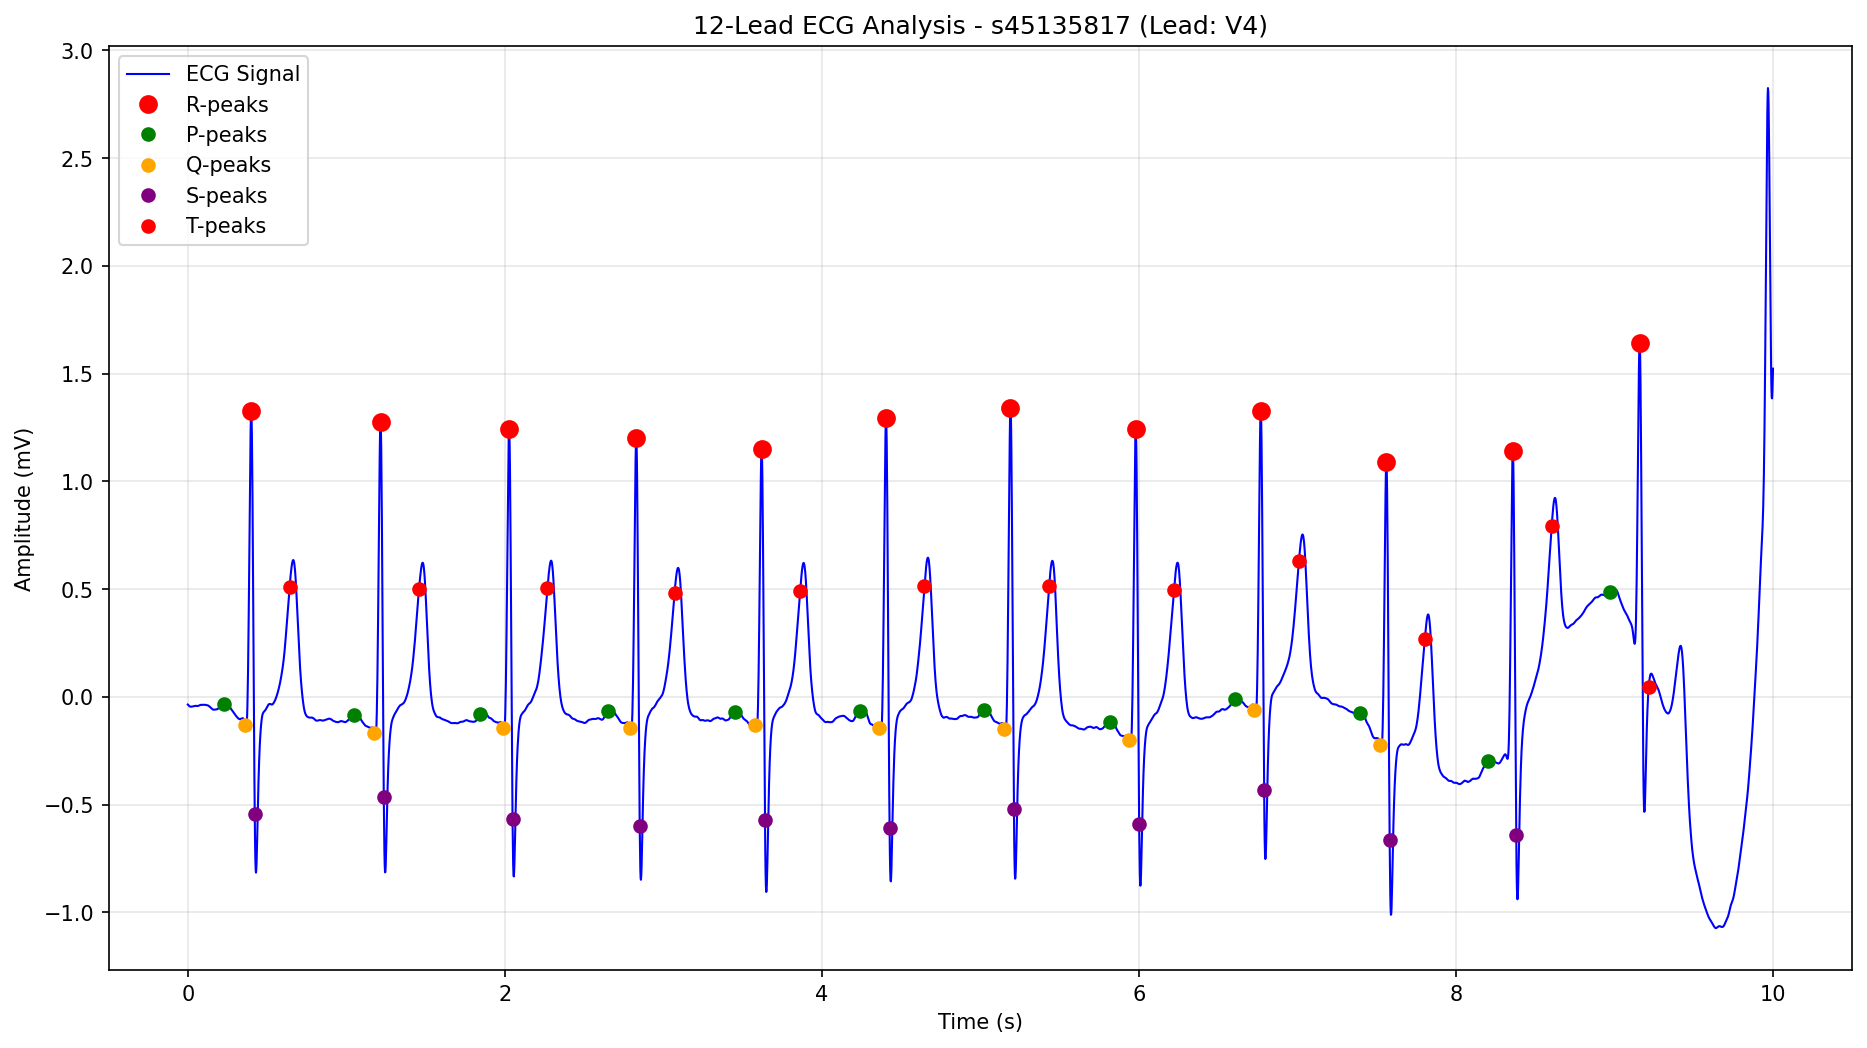 12-Lead ECG Analysis - s45135817 (Lead: V4)
ECG Signal
R-peaks
P-peaks
Q-peaks
S-peaks
T-peaks
3.0
2.5
2.0
1.5
1.0
0.5
0.0
−0.5
−1.0
Amplitude (mV)
0 2 4 6 8 10
Time (s)